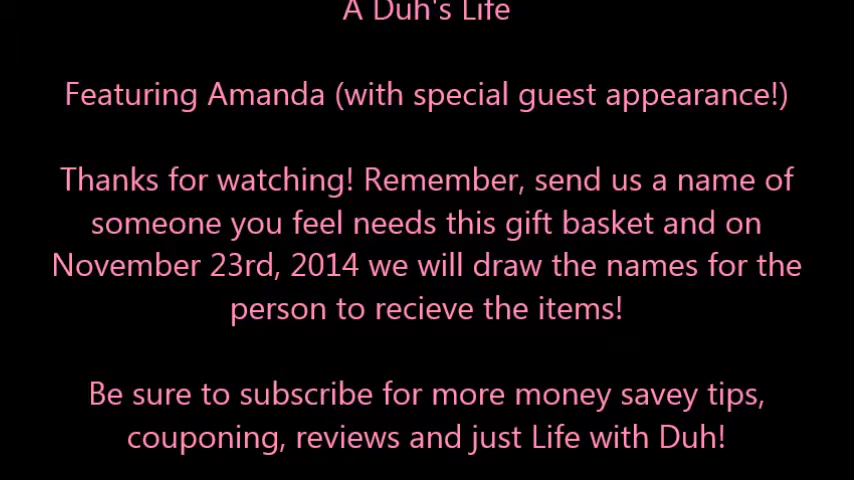 A Duh's Life
Featuring Amanda (with special guest appearance!)
Thanks for watching! Remember, send us a name of
someone you feel needs this gift basket and on
November 23rd, 2014 we will draw the names for the
person to recieve the items!
Be sure to subscribe for more money savey tips,
couponing, reviews and just Life with Duh!